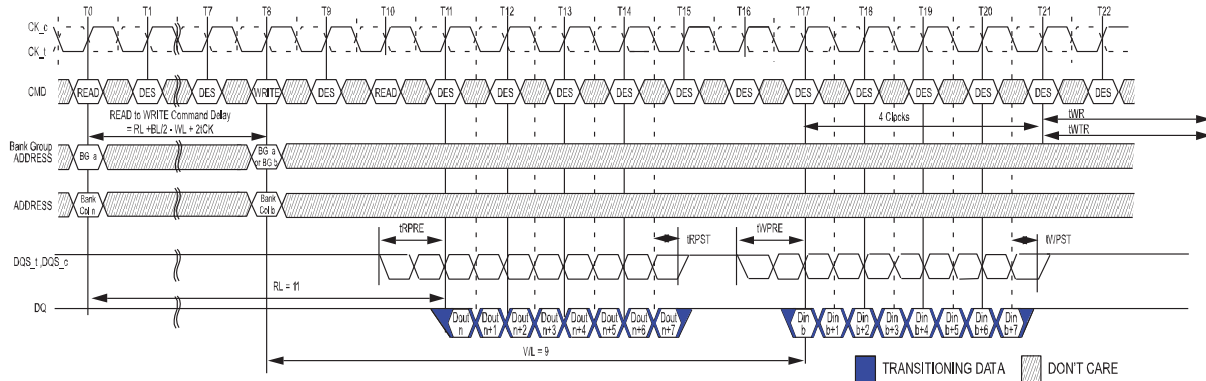 T0 T1 T7 T8 T9 T10 T11 T12 T13 T14 T15 T16 T17 T18 T19 T20 T21 T22
CK_c
CK_t
CMD READ DES DES WRITE DES READ DES DES DES DES DES DES DES DES DES DES DES DES
READ to WRITE Command Delay
= RL +BL/2 - WL + 2tCK
4 Clocks
tWR
tWTR
Bank Group
ADDRESS
BG a
BG a
or BG b
ADDRESS
Bank
Col n
Bank
Col b
tRPRE
tRPST
tWPRE
tWPST
DQS_t ,DQS_c
RL = 11
DQ
Dout
n
Dout
n+1
Dout
n+2
Dout
n+3
Dout
n+4
Dout
n+5
Dout
n+6
Dout
n+7
Din
b
Din
b+1
Din
b+2
Din
b+3
Din
b+4
Din
b+5
Din
b+6
Din
b+7
WL = 9
TRANSITIONING DATA
DON'T CARE